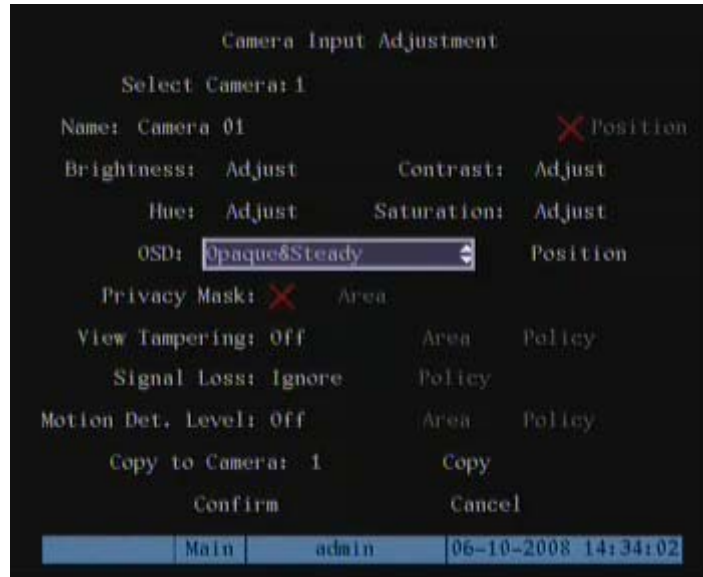 Camera Input Adjustment
Select Camera: 1
Name: Camera 01 Position
Brightness: Adjust Contrast: Adjust
Hue: Adjust Saturation: Adjust
OSD: Opaque&Steady Position
Privacy Mask: Area
View Tampering: Off Area Policy
Signal Loss: Ignore Policy
Motion Det. Level: Off Area Policy
Copy to Camera: 1 Copy
Confirm Cancel
Main admin 06-10-2008 14:34:02